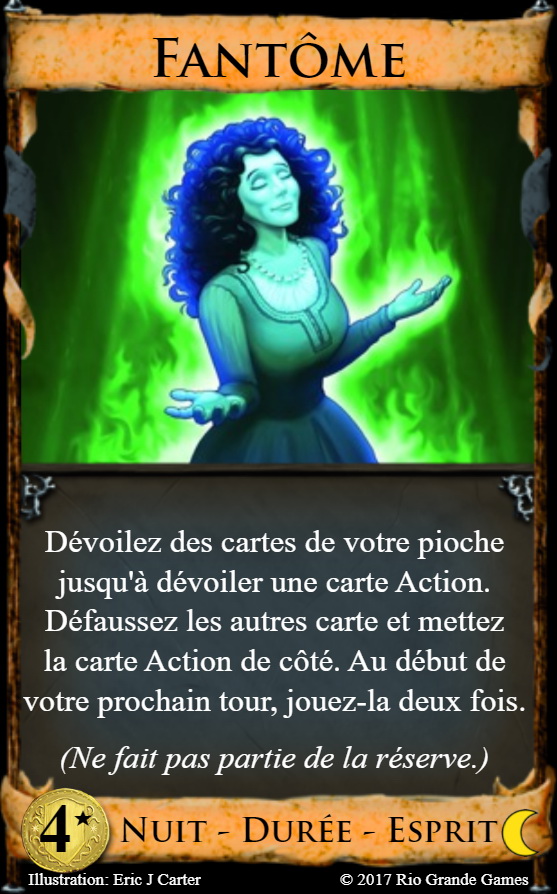 Fantôme
Dévoilez des cartes de votre pioche
jusqu'à dévoiler une carte Action.
Défaussez les autres carte et mettez
la carte Action de côté. Au début de
votre prochain tour, jouez-la deux fois.
(Ne fait pas partie de la réserve.)
4* Nuit - Durée - Esprit
Illustration: Eric J Carter © 2017 Rio Grande Games